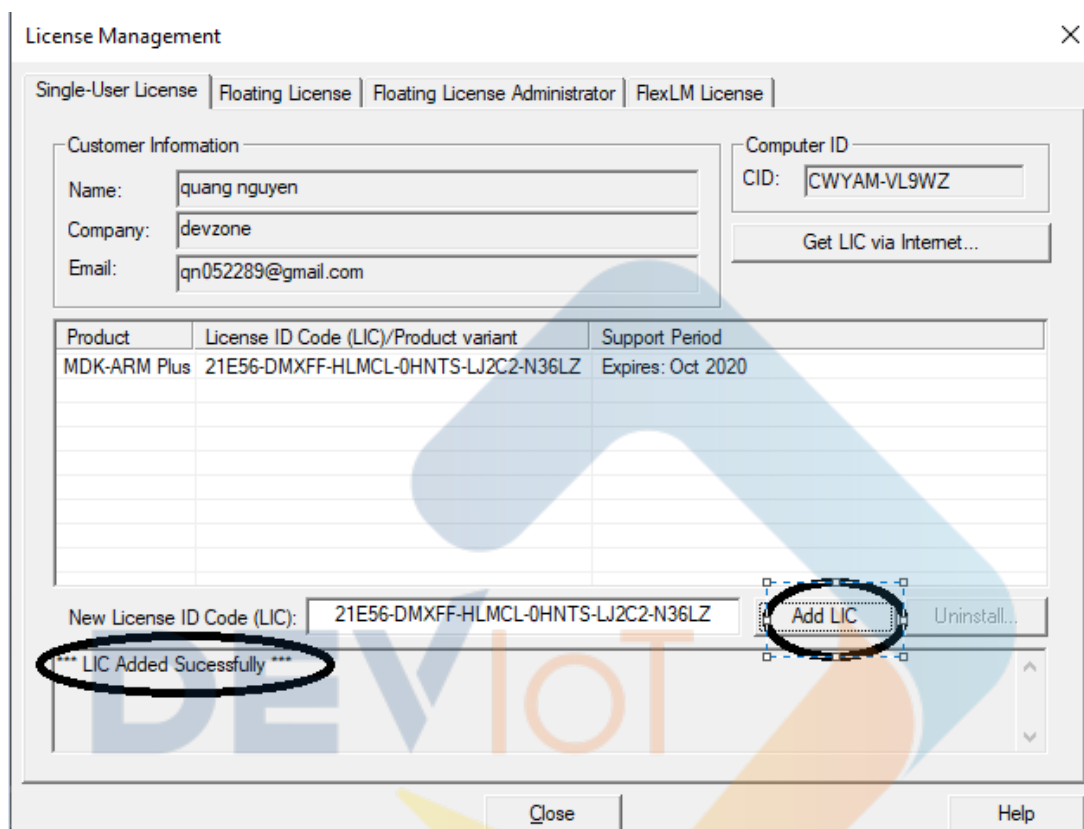 License Management
Single-User License Floating License Floating License Administrator FlexLM License
Customer Information
Name: quang nguyen
Company: devzone
Email: qn052289@gmail.com
Computer ID
CID: CWYAM-VL9WZ
Get LIC via Internet...
Product License ID Code (LIC)/Product variant Support Period
MDK-ARM Plus 21E56-DMXFF-HLMCL-0HNTS-LJ2C2-N36LZ Expires: Oct 2020
New License ID Code (LIC): 21E56-DMXFF-HLMCL-0HNTS-LJ2C2-N36LZ Add LIC Uninstall...
*** LIC Added Sucessfully ***
DEVIOT
Close Help